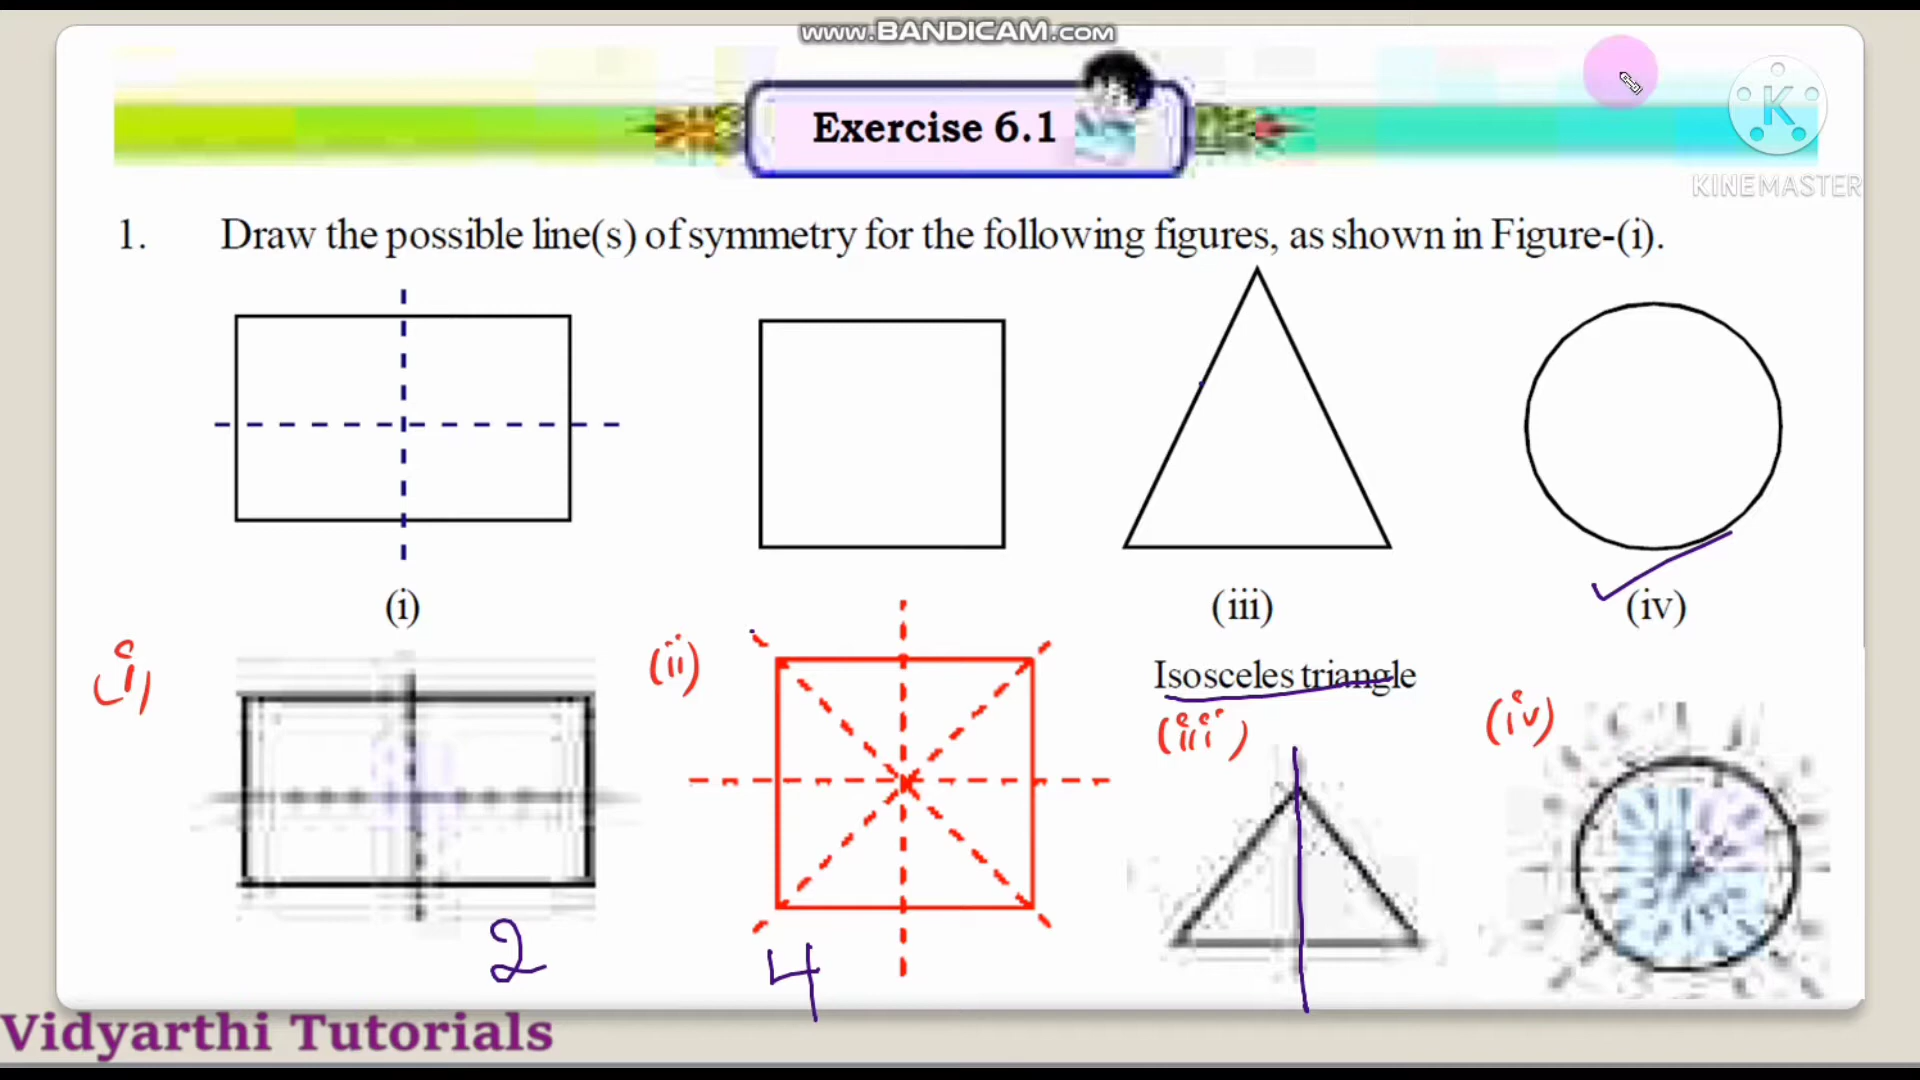 www.BANDICAM.com
Exercise 6.1
K
KINEMASTER
1. Draw the possible line(s) of symmetry for the following figures, as shown in Figure-(i).
(i) (iii) (iv)
Isosceles triangle
(i) (ii) (iii) (iv)
2 4
Vidyarthi Tutorials